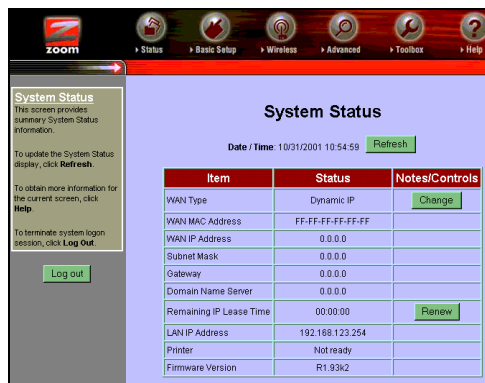 zoom
Status
Basic Setup
Wireless
Advanced
Toolbox
Help
System Status
This screen provides
summary System Status
information.
To update the System Status
display, click Refresh.
To obtain more information for
the current screen, click
Help.
To terminate system logon
session, click Log Out.
Log out
System Status
Date / Time: 10/31/2001 10:54:59 Refresh
Item Status Notes/Controls
WAN Type Dynamic IP Change
WAN MAC Address FF-FF-FF-FF-FF-FF
WAN IP Address 0.0.0.0
Subnet Mask 0.0.0.0
Gateway 0.0.0.0
Domain Name Server 0.0.0.0
Remaining IP Lease Time 00:00:00 Renew
LAN IP Address 192.168.123.254
Printer Not ready
Firmware Version R1.93k2